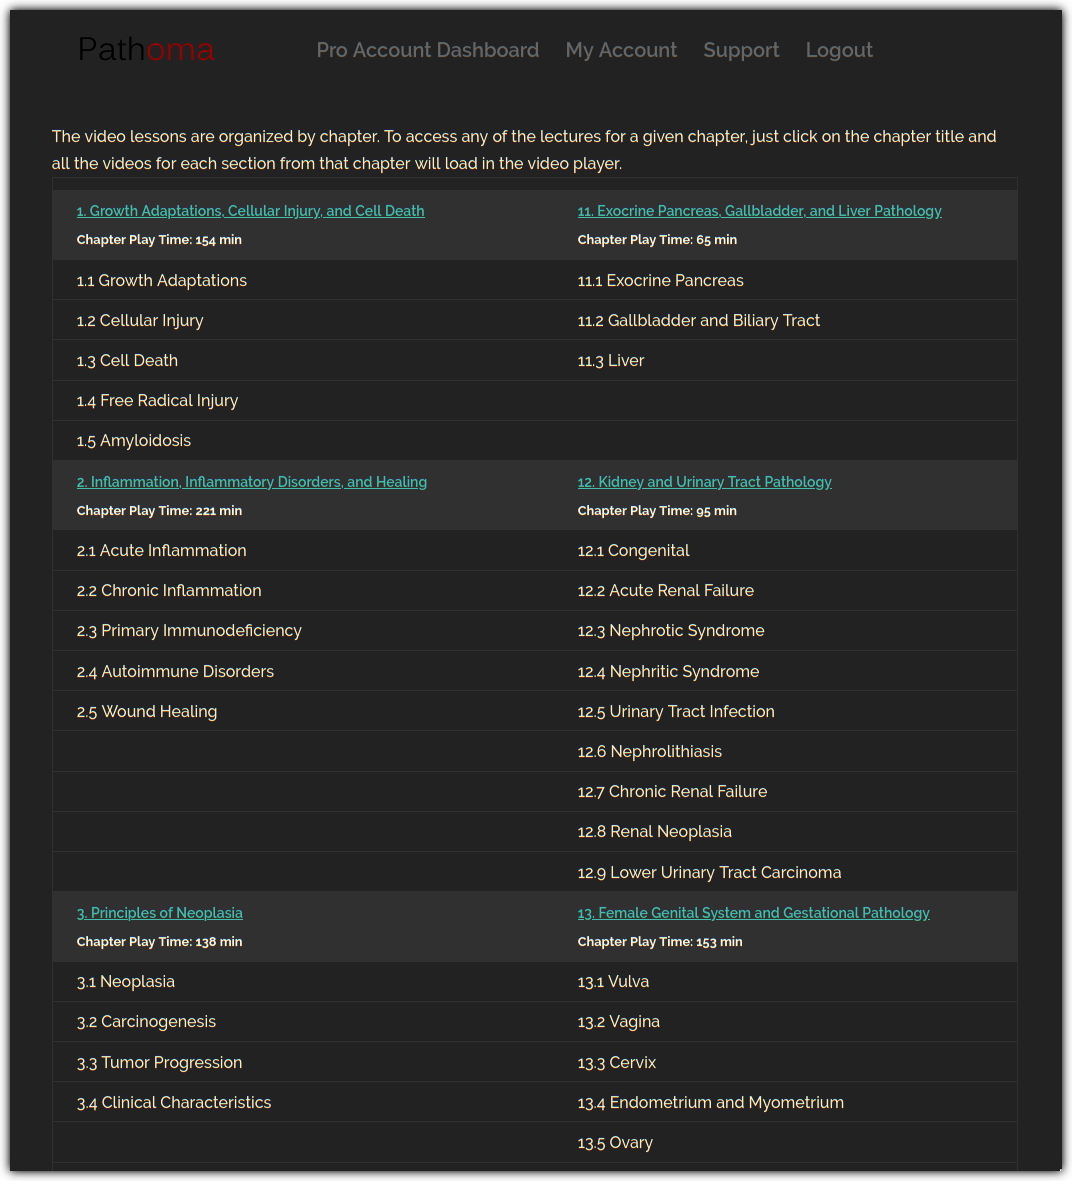 Pathoma
Pro Account Dashboard My Account Support Logout
The video lessons are organized by chapter. To access any of the lectures for a given chapter, just click on the chapter title and
all the videos for each section from that chapter will load in the video player.
1. Growth Adaptations, Cellular Injury, and Cell Death
Chapter Play Time: 154 min
11. Exocrine Pancreas, Gallbladder, and Liver Pathology
Chapter Play Time: 65 min
1.1 Growth Adaptations
11.1 Exocrine Pancreas
1.2 Cellular Injury
11.2 Gallbladder and Biliary Tract
1.3 Cell Death
11.3 Liver
1.4 Free Radical Injury
1.5 Amyloidosis
2. Inflammation, Inflammatory Disorders, and Healing
Chapter Play Time: 221 min
12. Kidney and Urinary Tract Pathology
Chapter Play Time: 95 min
2.1 Acute Inflammation
12.1 Congenital
2.2 Chronic Inflammation
12.2 Acute Renal Failure
2.3 Primary Immunodeficiency
12.3 Nephrotic Syndrome
2.4 Autoimmune Disorders
12.4 Nephritic Syndrome
2.5 Wound Healing
12.5 Urinary Tract Infection
12.6 Nephrolithiasis
12.7 Chronic Renal Failure
12.8 Renal Neoplasia
12.9 Lower Urinary Tract Carcinoma
3. Principles of Neoplasia
Chapter Play Time: 138 min
13. Female Genital System and Gestational Pathology
Chapter Play Time: 153 min
3.1 Neoplasia
13.1 Vulva
3.2 Carcinogenesis
13.2 Vagina
3.3 Tumor Progression
13.3 Cervix
3.4 Clinical Characteristics
13.4 Endometrium and Myometrium
13.5 Ovary